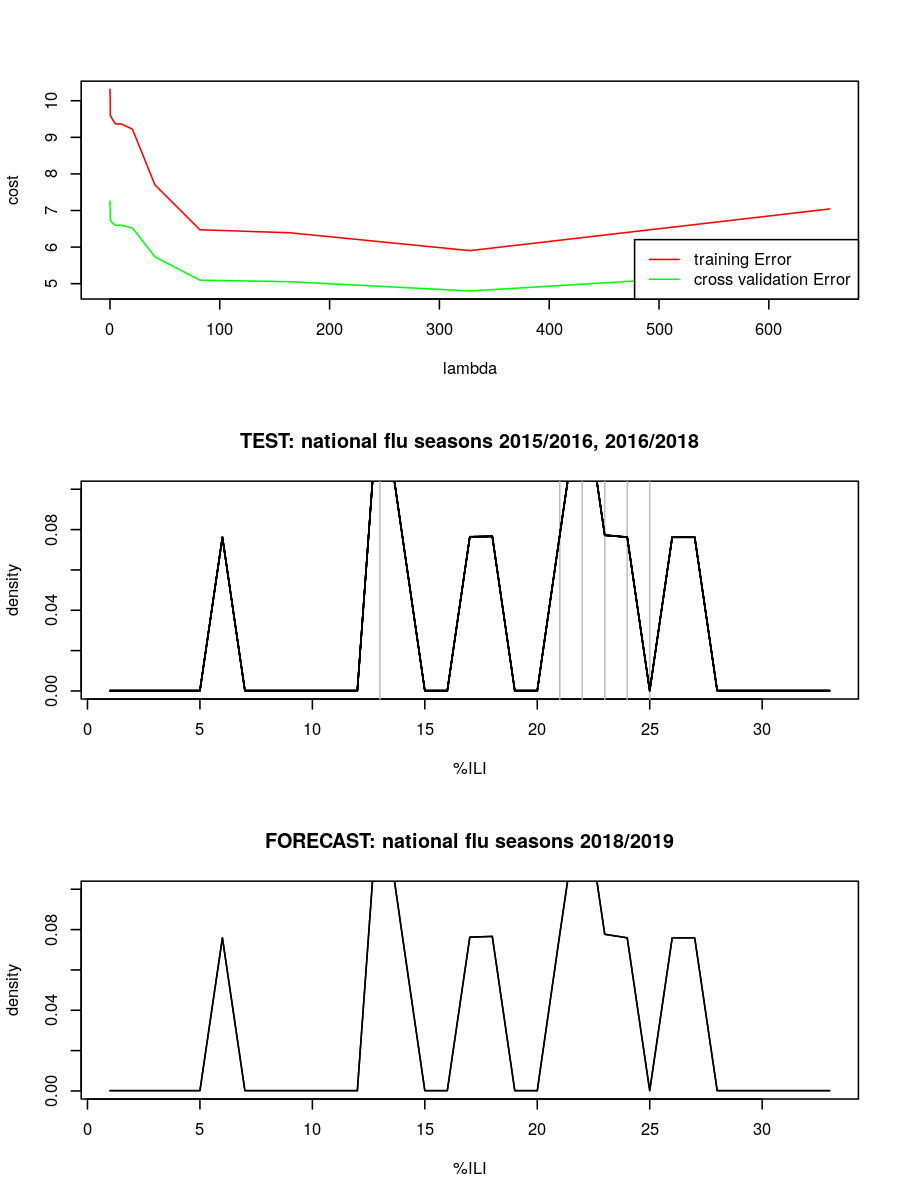 cost
10
9
8
7
6
5
training Error
cross validation Error
0 100 200 300 400 500 600
lambda
TEST: national flu seasons 2015/2016, 2016/2018
density
0.08
0.04
0.00
0 5 10 15 20 25 30
%ILI
FORECAST: national flu seasons 2018/2019
density
0.08
0.04
0.00
0 5 10 15 20 25 30
%ILI